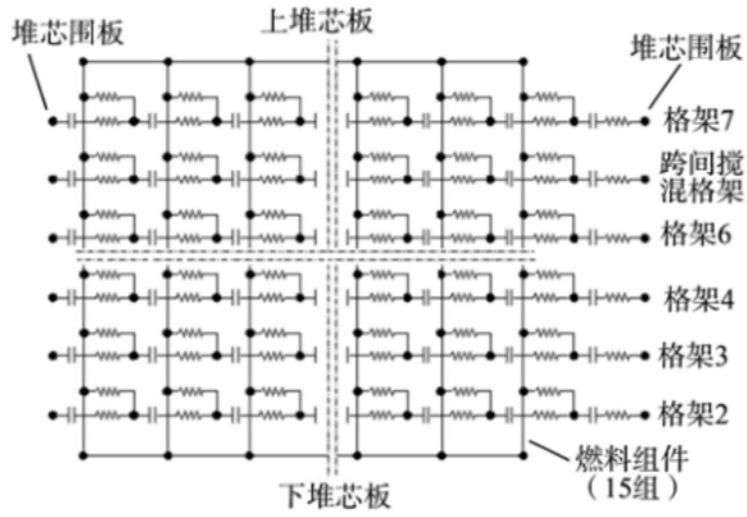 上堆芯板
堆芯围板
堆芯围板
格架7
跨间搅
混格架
格架6
格架4
格架3
格架2
燃料组件
（15组）
下堆芯板